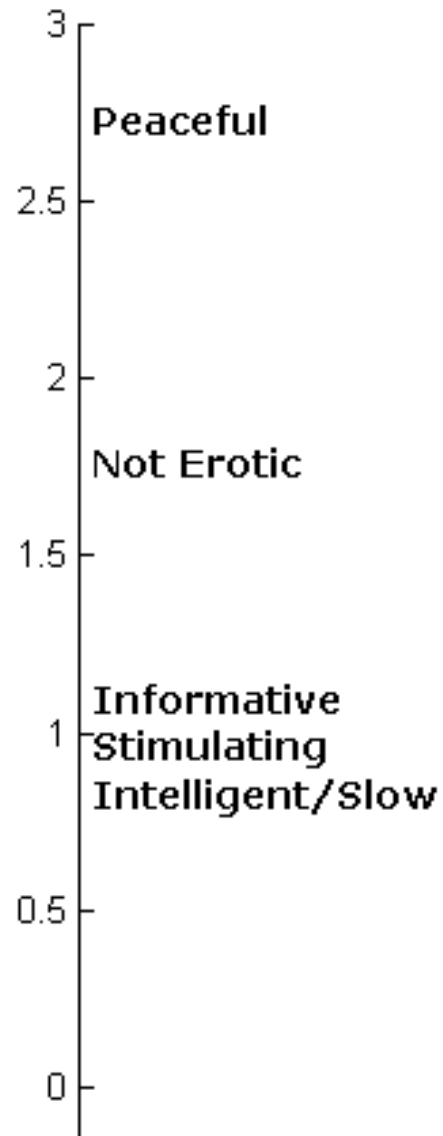 3
Peaceful
2.5
2
Not Erotic
1.5
Informative
1
Stimulating
Intelligent/Slow
0.5
0